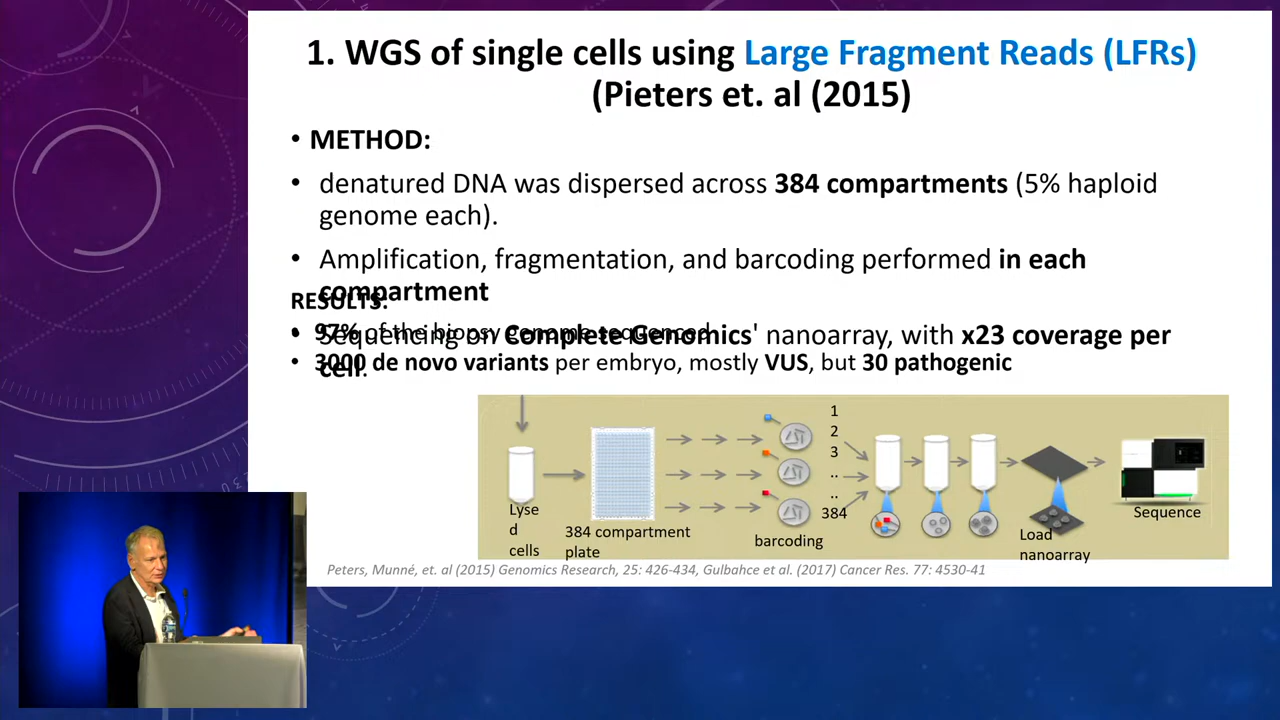 1. WGS of single cells using Large Fragment Reads (LFRs)
(Pieters et. al (2015)
• METHOD:
• denatured DNA was dispersed across 384 compartments (5% haploid
genome each).
• Amplification, fragmentation, and barcoding performed in each
compartment
RESULTS:
• Sequencing on Complete Genomics' nanoarray, with x23 coverage per
cell.
• 97% of the biopsy genome sequenced
• 3000 de novo variants per embryo, mostly VUS, but 30 pathogenic
Lyse
d
cells
384 compartment
plate
barcoding
1
2
3
..
..
384
Load
nanoarray
Sequence
Peters, Munné, et. al (2015) Genomics Research, 25: 426-434, Gulbahce et al. (2017) Cancer Res. 77: 4530-41